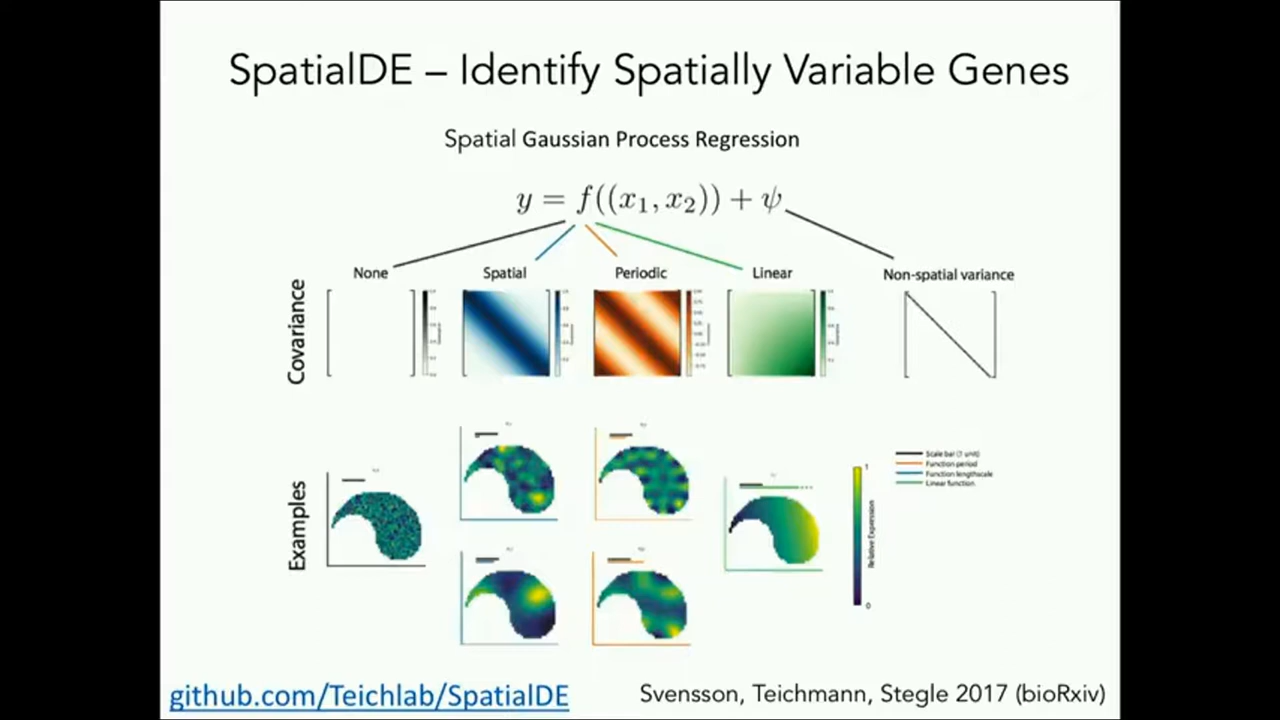 SpatialDE – Identify Spatially Variable Genes
Spatial Gaussian Process Regression
y = f((x₁, x₂)) + ψ
None
Spatial
Periodic
Linear
Non-spatial variance
Covariance
Examples
Scale bar (1 unit)
Function period
Function lengthscale
Linear function
1
Relative Expression
0
github.com/Teichlab/SpatialDE
Svensson, Teichmann, Stegle 2017 (bioRxiv)